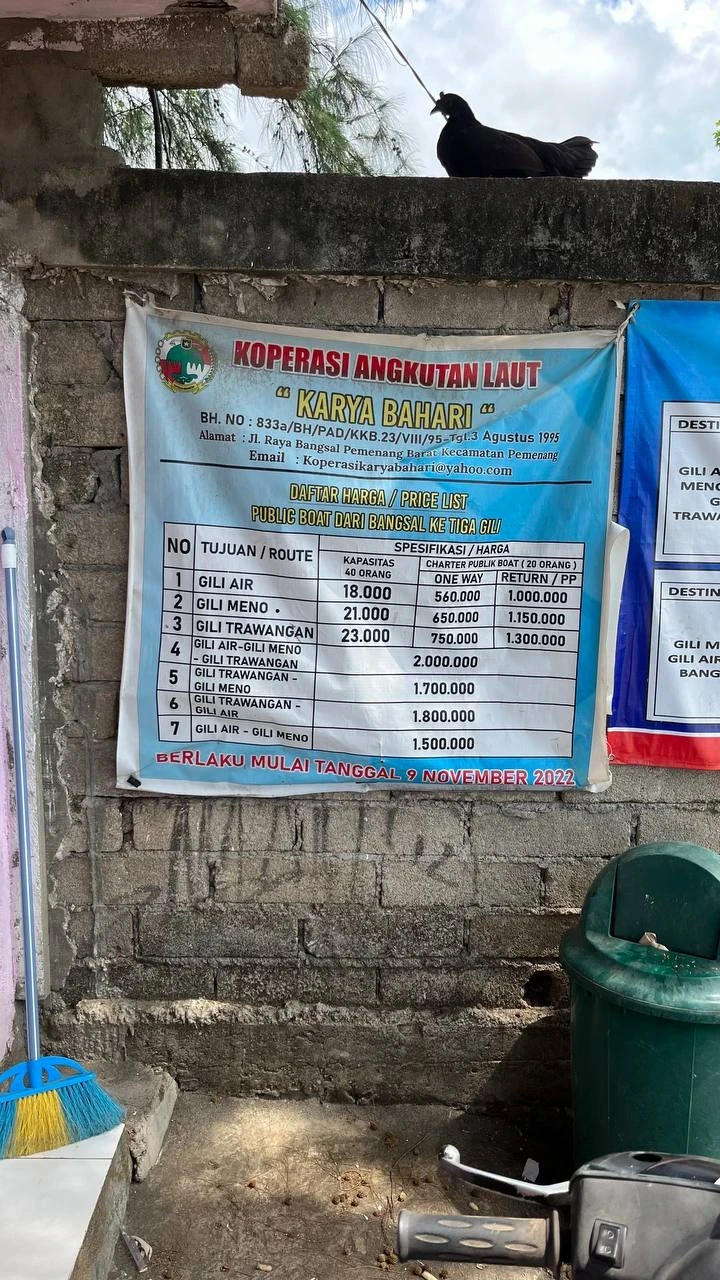 KOPERASI ANGKUTAN LAUT
“ KARYA BAHARI “
BH. NO : 833a/BH/PAD/KKB.23/VIII/95-Tgl.3 Agustus 1995
Alamat : Jl. Raya Bangsal Pemenang Barat Kecamatan Pemenang
Email : Koperasikaryabahari@yahoo.com
DAFTAR HARGA / PRICE LIST
PUBLIC BOAT DARI BANGSAL KE TIGA GILI
NO TUJUAN / ROUTE SPESIFIKASI / HARGA
KAPASITAS 40 ORANG CHARTER PUBLIK BOAT ( 20 ORANG )
ONE WAY RETURN / PP
1 GILI AIR 18.000 560.000 1.000.000
2 GILI MENO 21.000 650.000 1.150.000
3 GILI TRAWANGAN 23.000 750.000 1.300.000
4 GILI AIR-GILI MENO - GILI TRAWANGAN 2.000.000
5 GILI TRAWANGAN - GILI MENO 1.700.000
6 GILI TRAWANGAN - GILI AIR 1.800.000
7 GILI AIR - GILI MENO 1.500.000
BERLAKU MULAI TANGGAL 9 NOVEMBER 2022
DESTI
GILI A
MENO
G
TRAWA
DESTIN
GILI M
GILI AIR
BANG